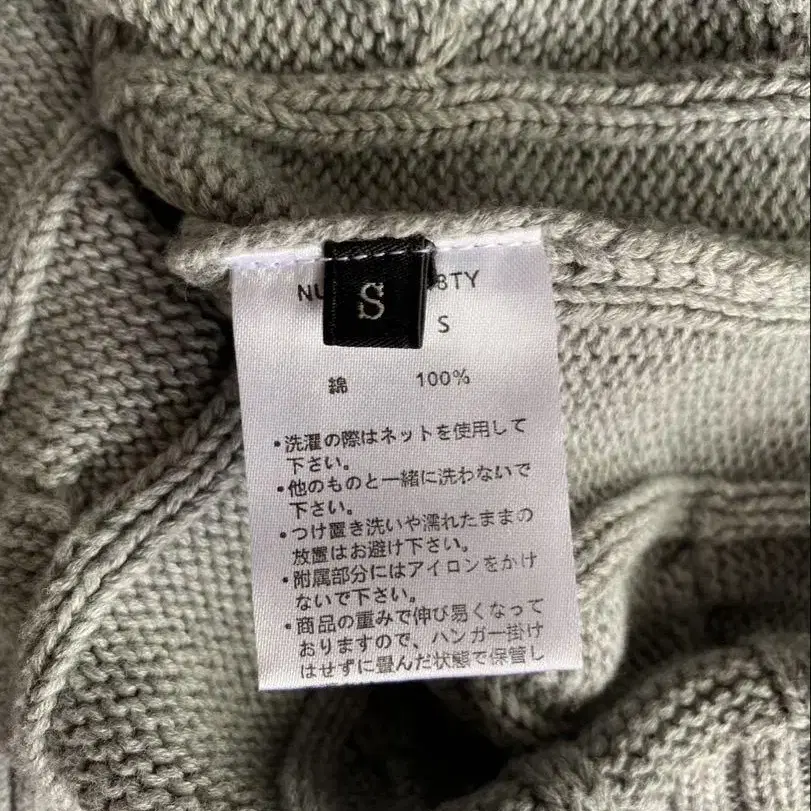 S
8TY
S
綿 100%
・洗濯の際はネットを使用して
下さい。
・他のものと一緒に洗わないで
下さい。
・つけ置き洗いや濡れたままの
放置はお避け下さい。
・附属部分にはアイロンをかけ
ないで下さい。
・商品の重みで伸び易くなって
おりますので、ハンガー掛け
はせずに畳んだ状態で保管し